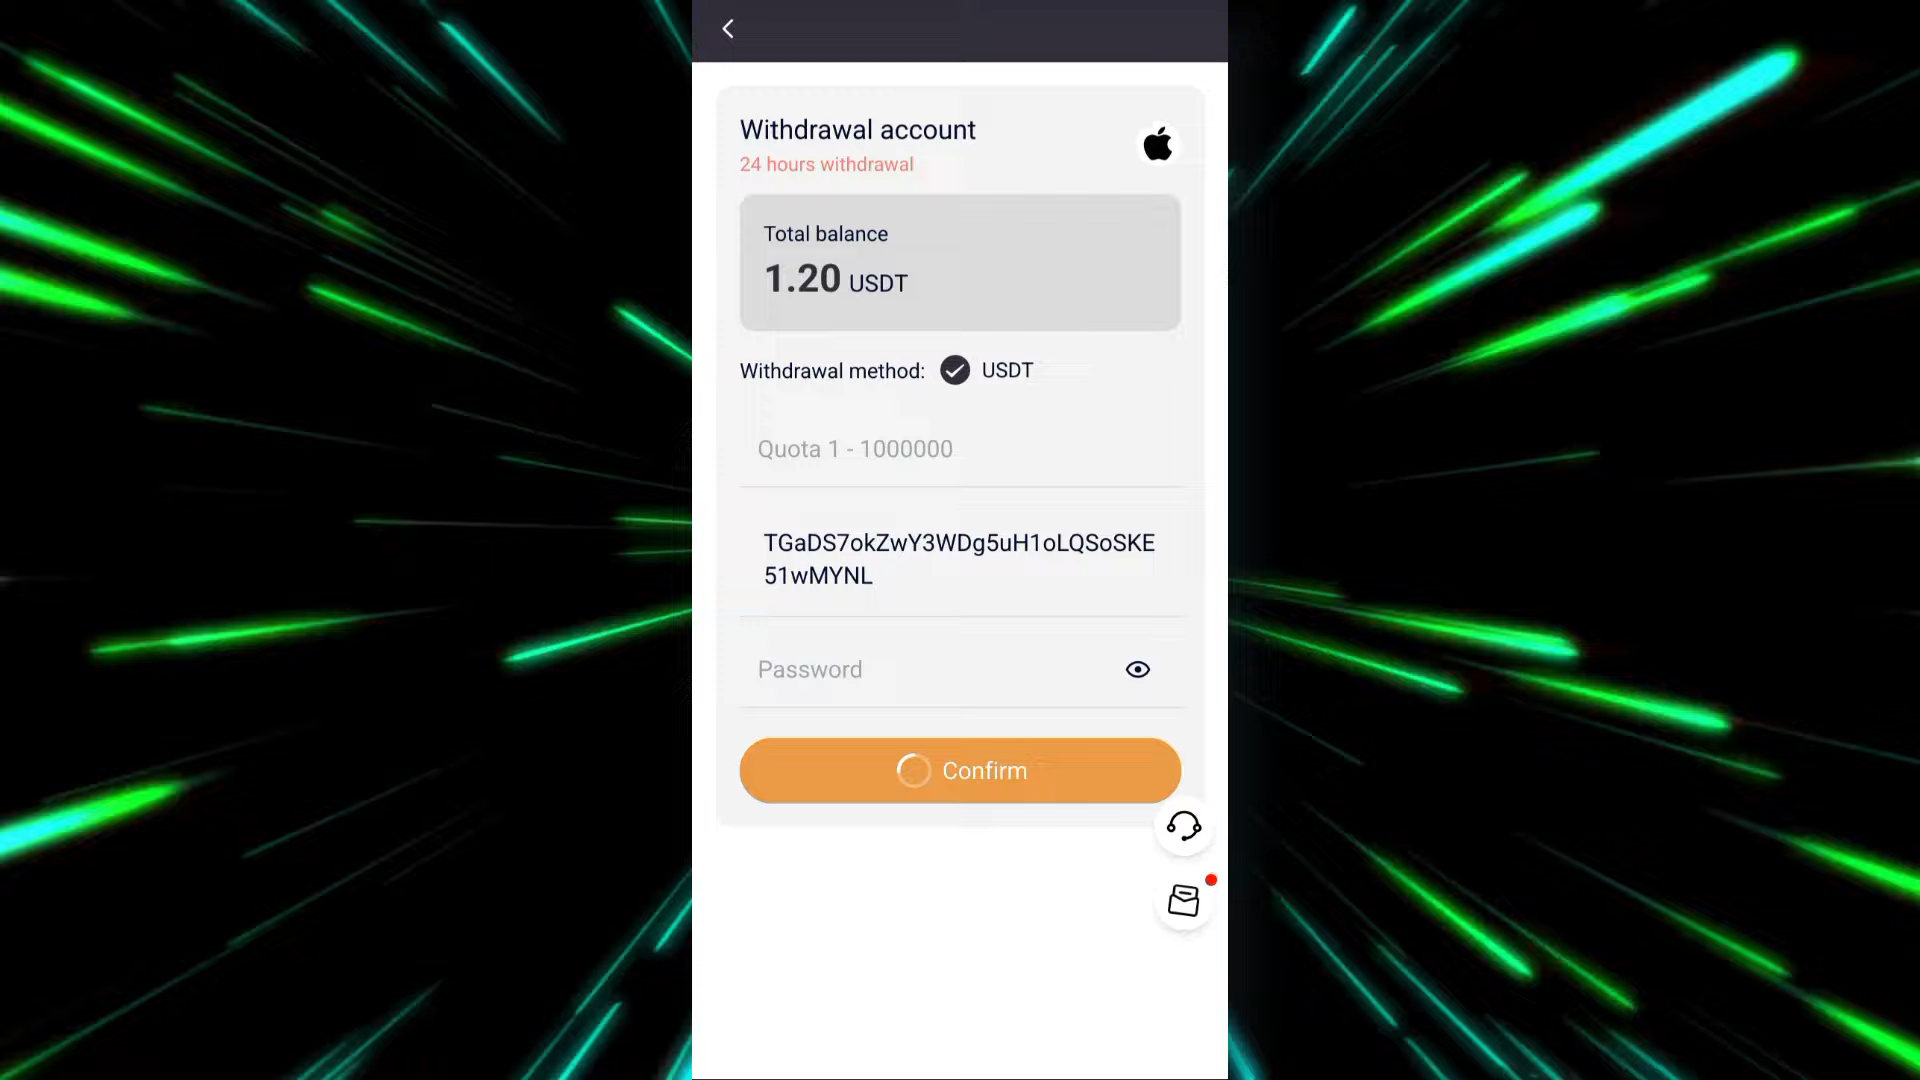 Withdrawal account
24 hours withdrawal
Total balance
1.20 USDT
Withdrawal method: USDT
Quota 1 - 1000000
TGaDS7okZwY3WDg5uH1oLQSoSKE
51wMYNL
Password
Confirm